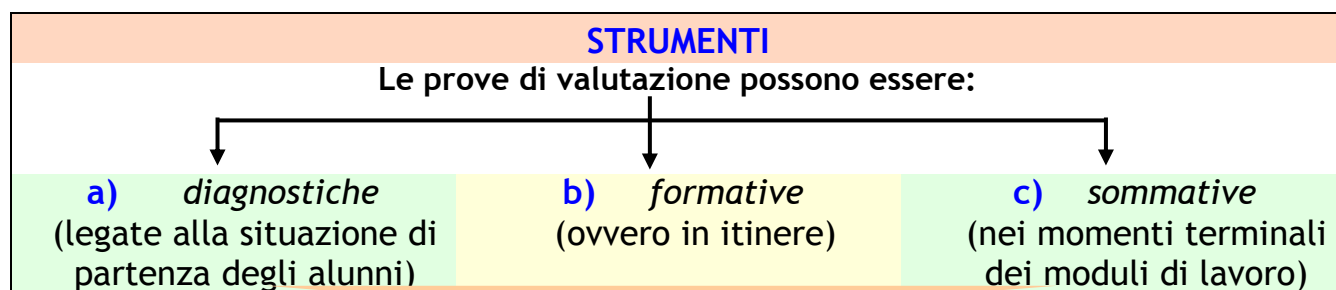 STRUMENTI
Le prove di valutazione possono essere:
a) diagnostiche
(legate alla situazione di
partenza degli alunni)
b) formative
(ovvero in itinere)
c) sommative
(nei momenti terminali
dei moduli di lavoro)